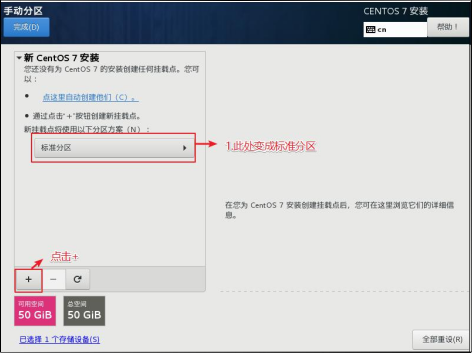 手动分区
CENTOS 7 安装
完成(D)
cn
帮助！
新 CentOS 7 安装
您还没有为 CentOS 7 的安装创建任何挂载点。您可
以：
点这里自动创建他们（C）。
通过点击"+"按钮创建新挂载点。
新挂载点将使用以下分区方案（N）：
标准分区
1.此处变成标准分区
在您为 CentOS 7 安装创建挂载点后，您可在这里浏览它们的详细信
息。
点击+
+ − C
可用空间
50 GiB
总空间
50 GiB
已选择 1 个存储设备(S)
全部重设(R)